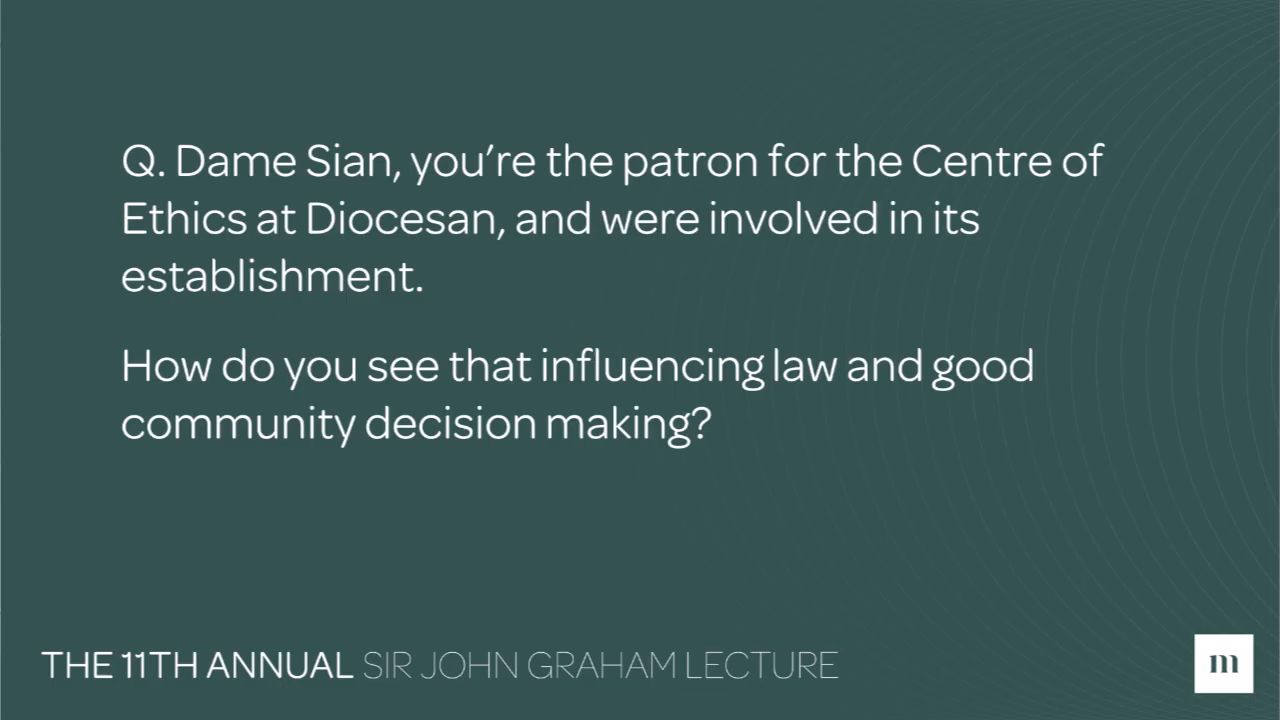 Q. Dame Sian, you’re the patron for the Centre of
Ethics at Diocesan, and were involved in its
establishment.
How do you see that influencing law and good
community decision making?
THE 11TH ANNUAL SIR JOHN GRAHAM LECTURE
m